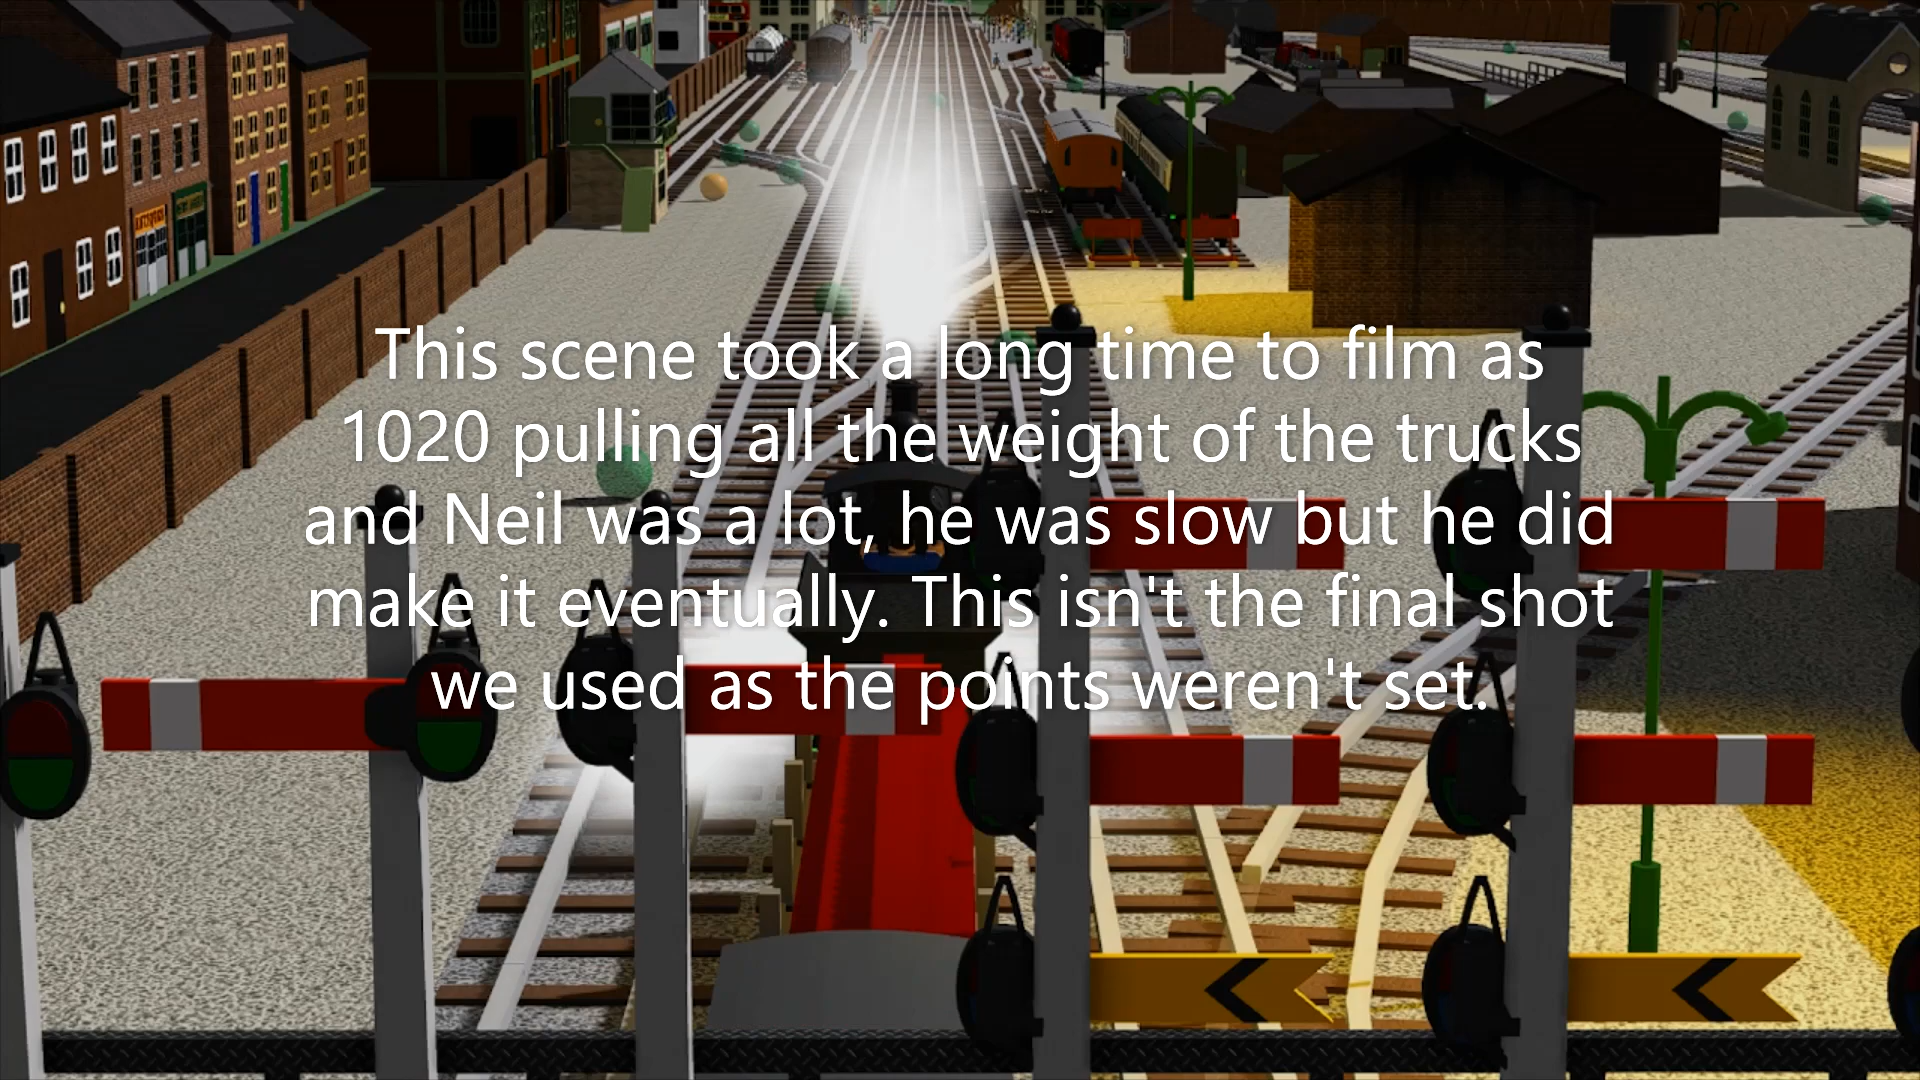 This scene took a long time to film as
1020 pulling all the weight of the trucks
and Neil was a lot, he was slow but he did
make it eventually. This isn't the final shot
we used as the points weren't set.